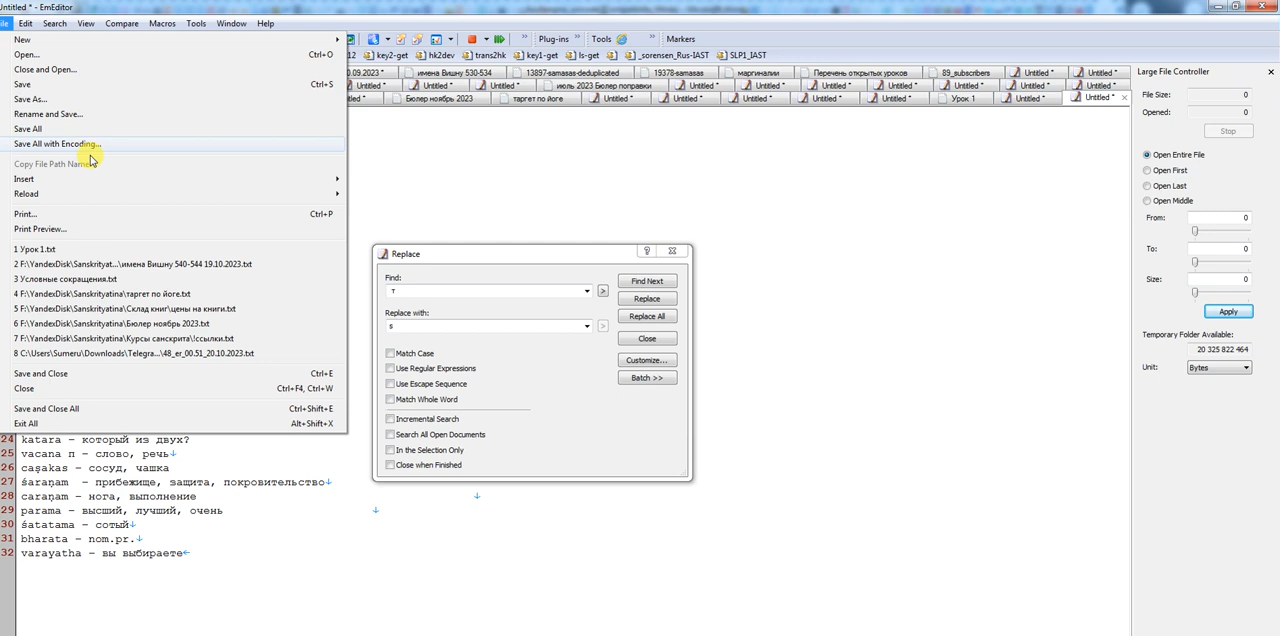 Untitled * - EmEditor
File Edit Search View Compare Macros Tools Window Help
New
Open... Ctrl+O
Close and Open...
Save Ctrl+S
Save As...
Rename and Save...
Save All
Save All with Encoding...
Copy File Path Name
Insert
Reload
Print... Ctrl+P
Print Preview...
1 Урок 1.txt
2 F:\YandexDisk\Sanskrityat...\имена Вишну 540-544 19.10.2023.txt
3 Условные сокращения.txt
4 F:\YandexDisk\Sanskrityatina\таргет по йоге.txt
5 F:\YandexDisk\Sanskrityatina\Склад книг\цены на книги.txt
6 F:\YandexDisk\Sanskrityatina\Бюлер ноябрь 2023.txt
7 F:\YandexDisk\Sanskrityatina\Курсы санскрита\!ссылки.txt
8 C:\Users\Sumeru\Downloads\Telegra...\48_er_00.51_20.10.2023.txt
Save and Close Ctrl+E
Close Ctrl+F4, Ctrl+W
Save and Close All Ctrl+Shift+E
Exit All Alt+Shift+X
Plug-ins Tools Markers
12 key2-get hk2dev trans2hk key1-get ls-get _sorensen_Rus-IAST SLP1_IAST
0.09.2023 * имена Вишну 530-534 13897-samasas-deduplicated 19378-samasas маргиналии Перечень открытых уроков 89_subscribers Untitled * Untitled *
Untitled * Untitled * Untitled * июль 2023 Бюлер поправки Untitled * Untitled * Untitled * Untitled * Untitled *
Бюлер ноябрь 2023 таргет по йоге Untitled * Untitled * Untitled * Untitled * Untitled * Урок 1 Untitled * Untitled *
Replace
Find:
т
Replace with:
s
Match Case
Use Regular Expressions
Use Escape Sequence
Match Whole Word
Incremental Search
Search All Open Documents
In the Selection Only
Close when Finished
Find Next
Replace
Replace All
Close
Customize...
Batch >>
Large File Controller
File Size: 0
Opened: 0
Stop
Open Entire File
Open First
Open Last
Open Middle
From: 0
To: 0
Size: 0
Apply
Temporary Folder Available:
20 325 822 464
Unit: Bytes
24 katara – который из двух?
25 vacana п – слово, речь
26 caṣakas – сосуд, чашка
27 śaraṇam – прибежище, защита, покровительство
28 caraṇam – нога, выполнение
29 parama – высший, лучший, очень
30 śatatama – сотый
31 bharata – nom.pr.
32 varayatha – вы выбираете